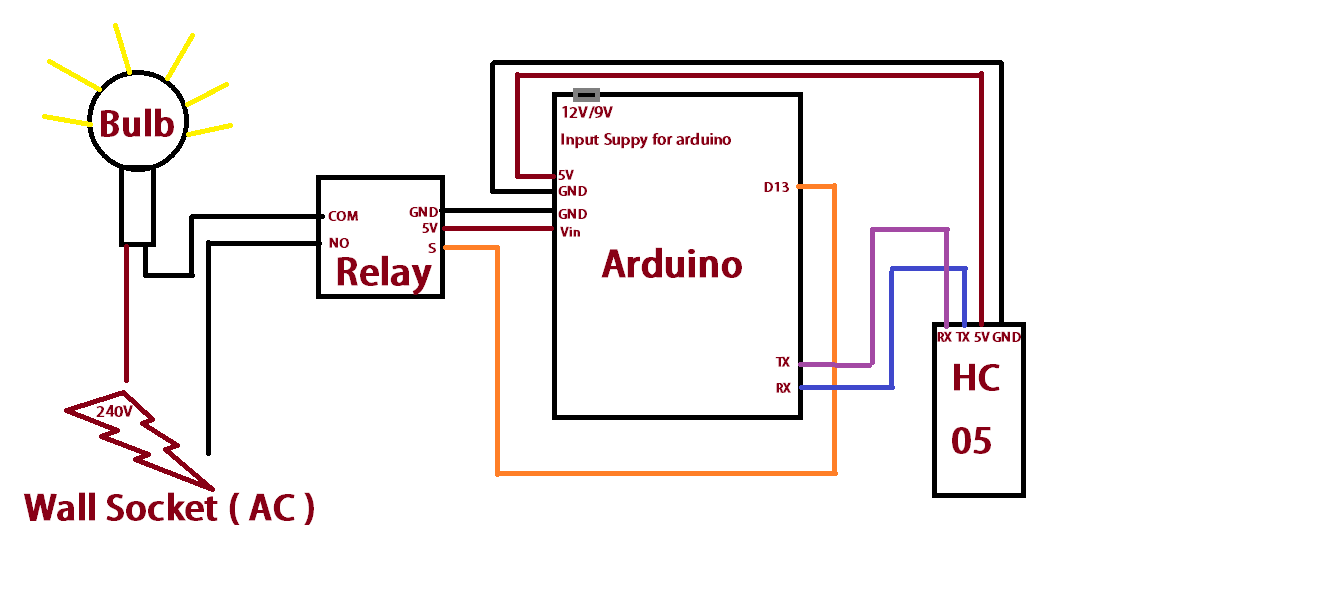 Bulb
12V/9V
Input Suppy for arduino
5V
GND
D13
COM
GND
GND
5V
Vin
NO
S
Relay
Arduino
TX
RX
RX TX 5V GND
HC
05
240V
Wall Socket ( AC )